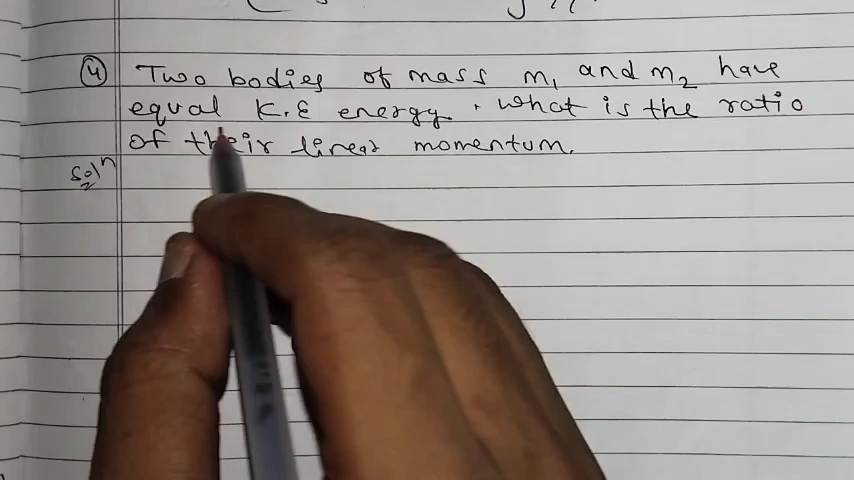 ④ Two bodies of mass m₁ and m₂ have
equal K.E energy. What is the ratio
of their linear momentum.
Solⁿ